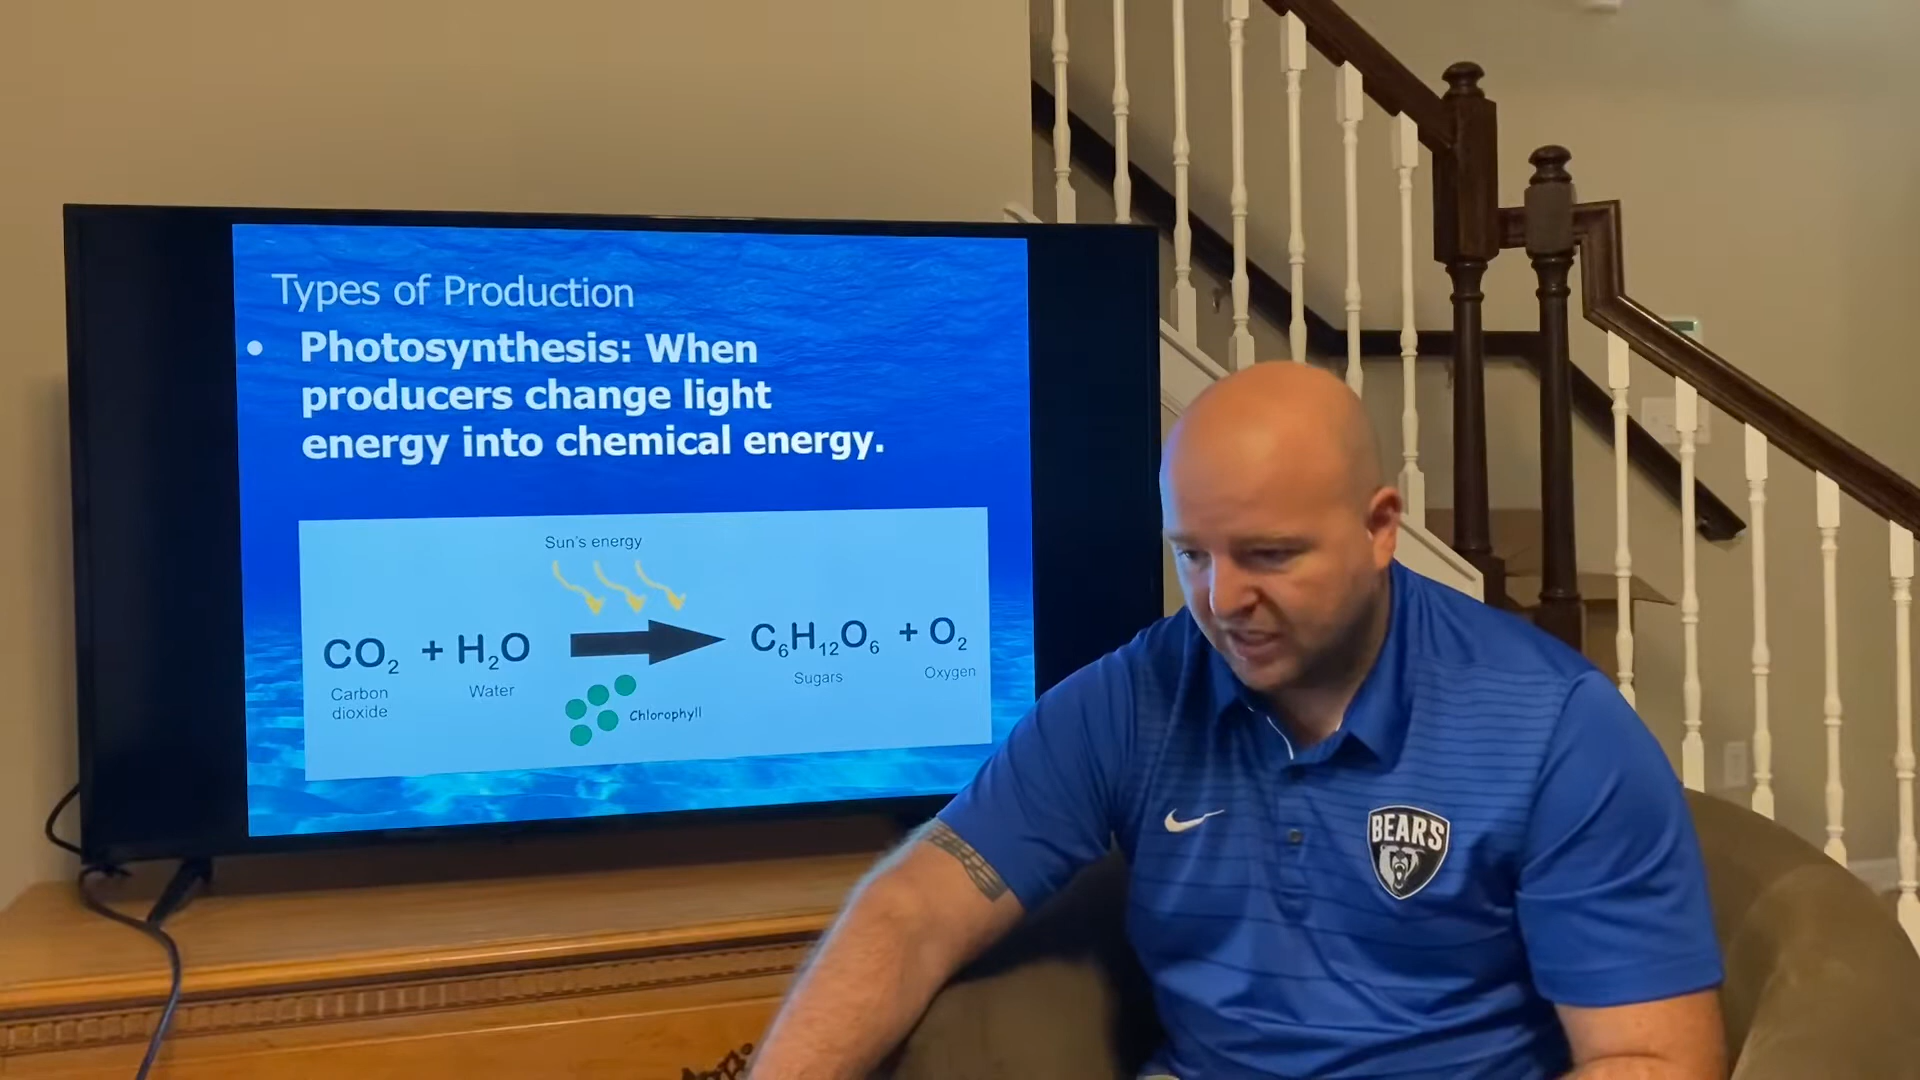 Types of Production
• Photosynthesis: When
producers change light
energy into chemical energy.
Sun's energy
CO₂ + H₂O → C₆H₁₂O₆ + O₂
Carbon dioxide Water Sugars Oxygen
Chlorophyll
BEARS